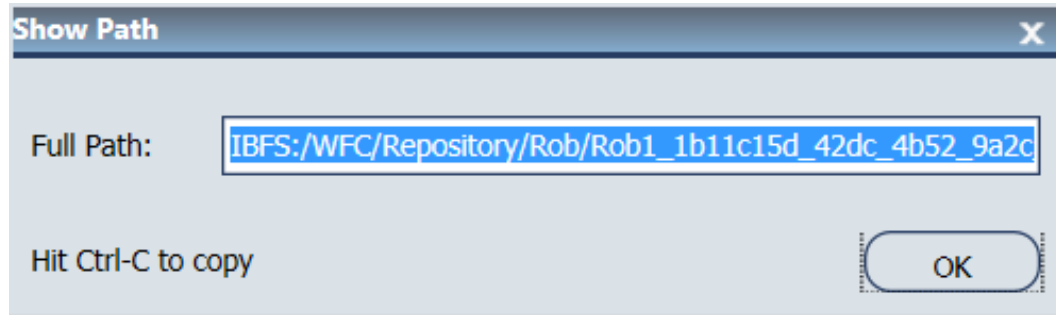 Show Path x
Full Path: IBFS:/WFC/Repository/Rob/Rob1_1b11c15d_42dc_4b52_9a2c
Hit Ctrl-C to copy OK